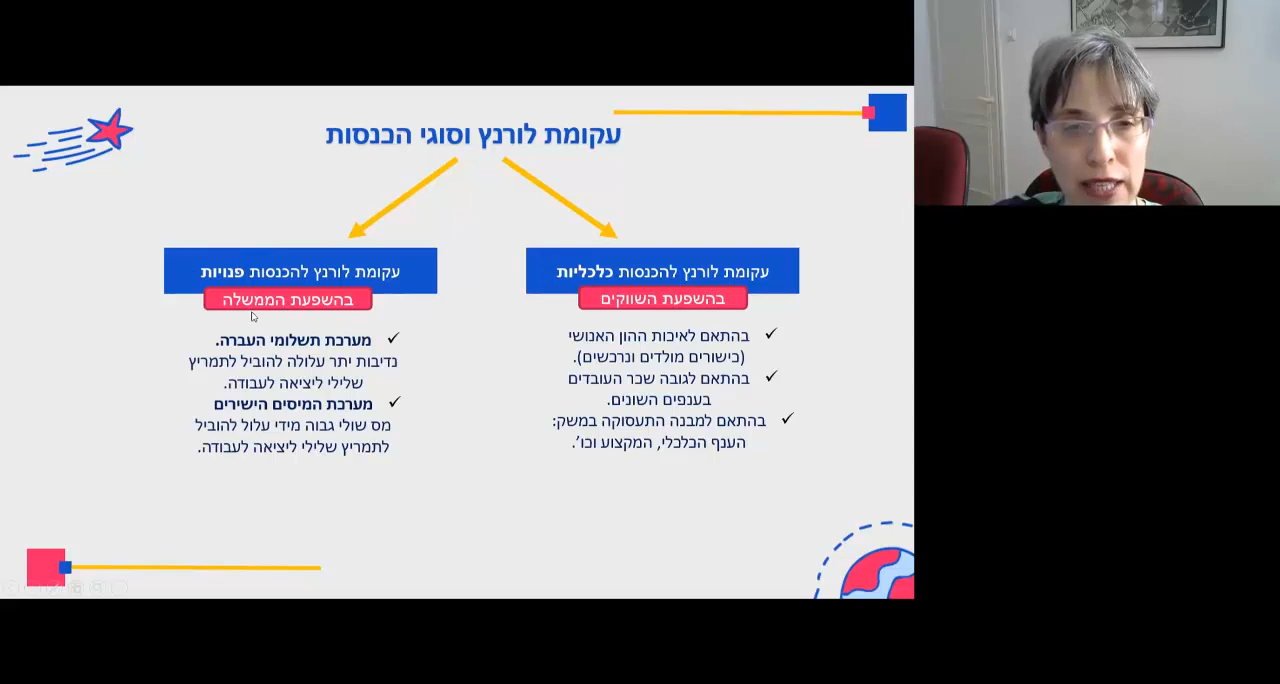 עקומת לורנץ וסוגי הכנסות
עקומת לורנץ להכנסות כלכליות
בהשפעת השווקים
בהתאם לאיכות ההון האנושי
(כישורים מולדים ונרכשים).
בהתאם לגובה שכר העובדים
בענפים השונים.
בהתאם למבנה התעסוקה במשק:
הענף הכלכלי, המקצוע וכו'.
עקומת לורנץ להכנסות פנויות
בהשפעת הממשלה
מערכת תשלומי העברה.
נדיבות יתר עלולה להוביל לתמריץ
שלילי ליציאה לעבודה.
מערכת המיסים הישירים
מס שולי גבוה מידי עלול להוביל
לתמריץ שלילי ליציאה לעבודה.